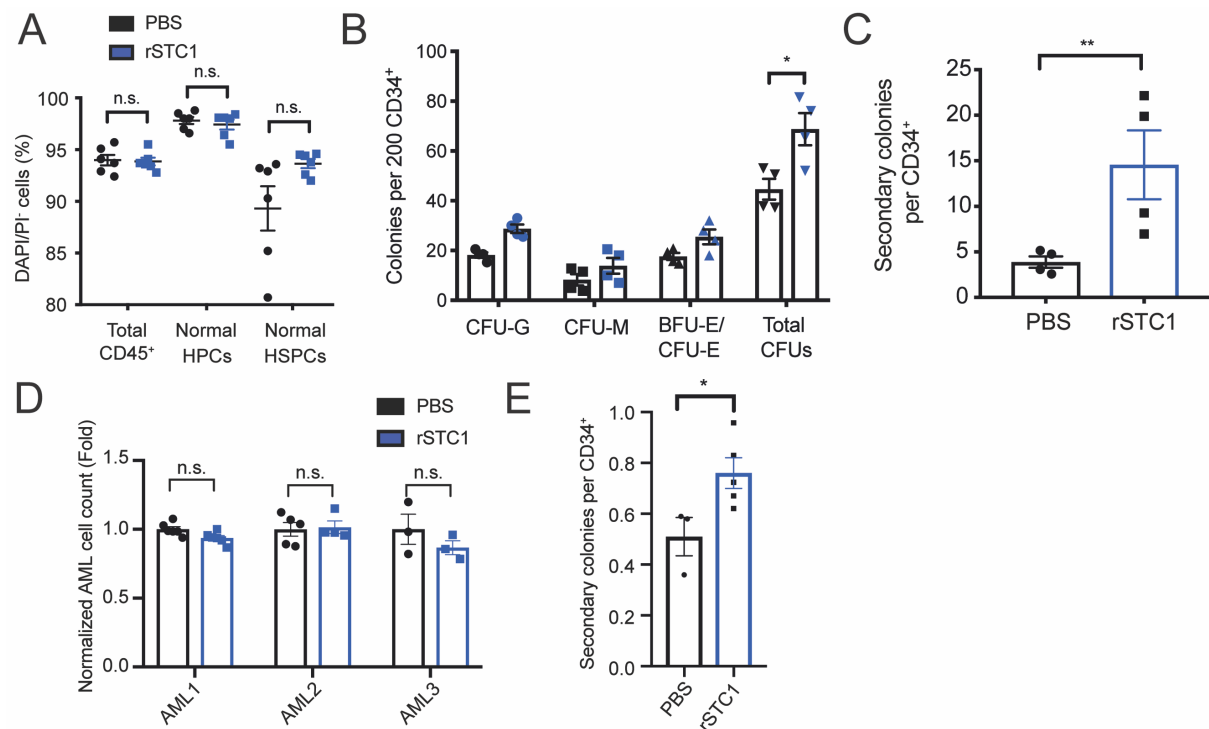 A
PBS
rSTC1
n.s.
n.s.
n.s.
100
95
90
85
80
DAPI/PI- cells (%)
Total
CD45+
Normal
HPCs
Normal
HSPCs
B
*
100
80
60
40
20
0
Colonies per 200 CD34+
CFU-G
CFU-M
BFU-E/
CFU-E
Total
CFUs
C
**
25
20
15
10
5
0
Secondary colonies
per CD34+
PBS
rSTC1
D
PBS
rSTC1
n.s.
n.s.
n.s.
1.5
1.0
0.5
0.0
Normalized AML cell count (Fold)
AML1
AML2
AML3
E
*
1.0
0.8
0.6
0.4
0.2
0.0
Secondary colonies per CD34+
PBS
rSTC1